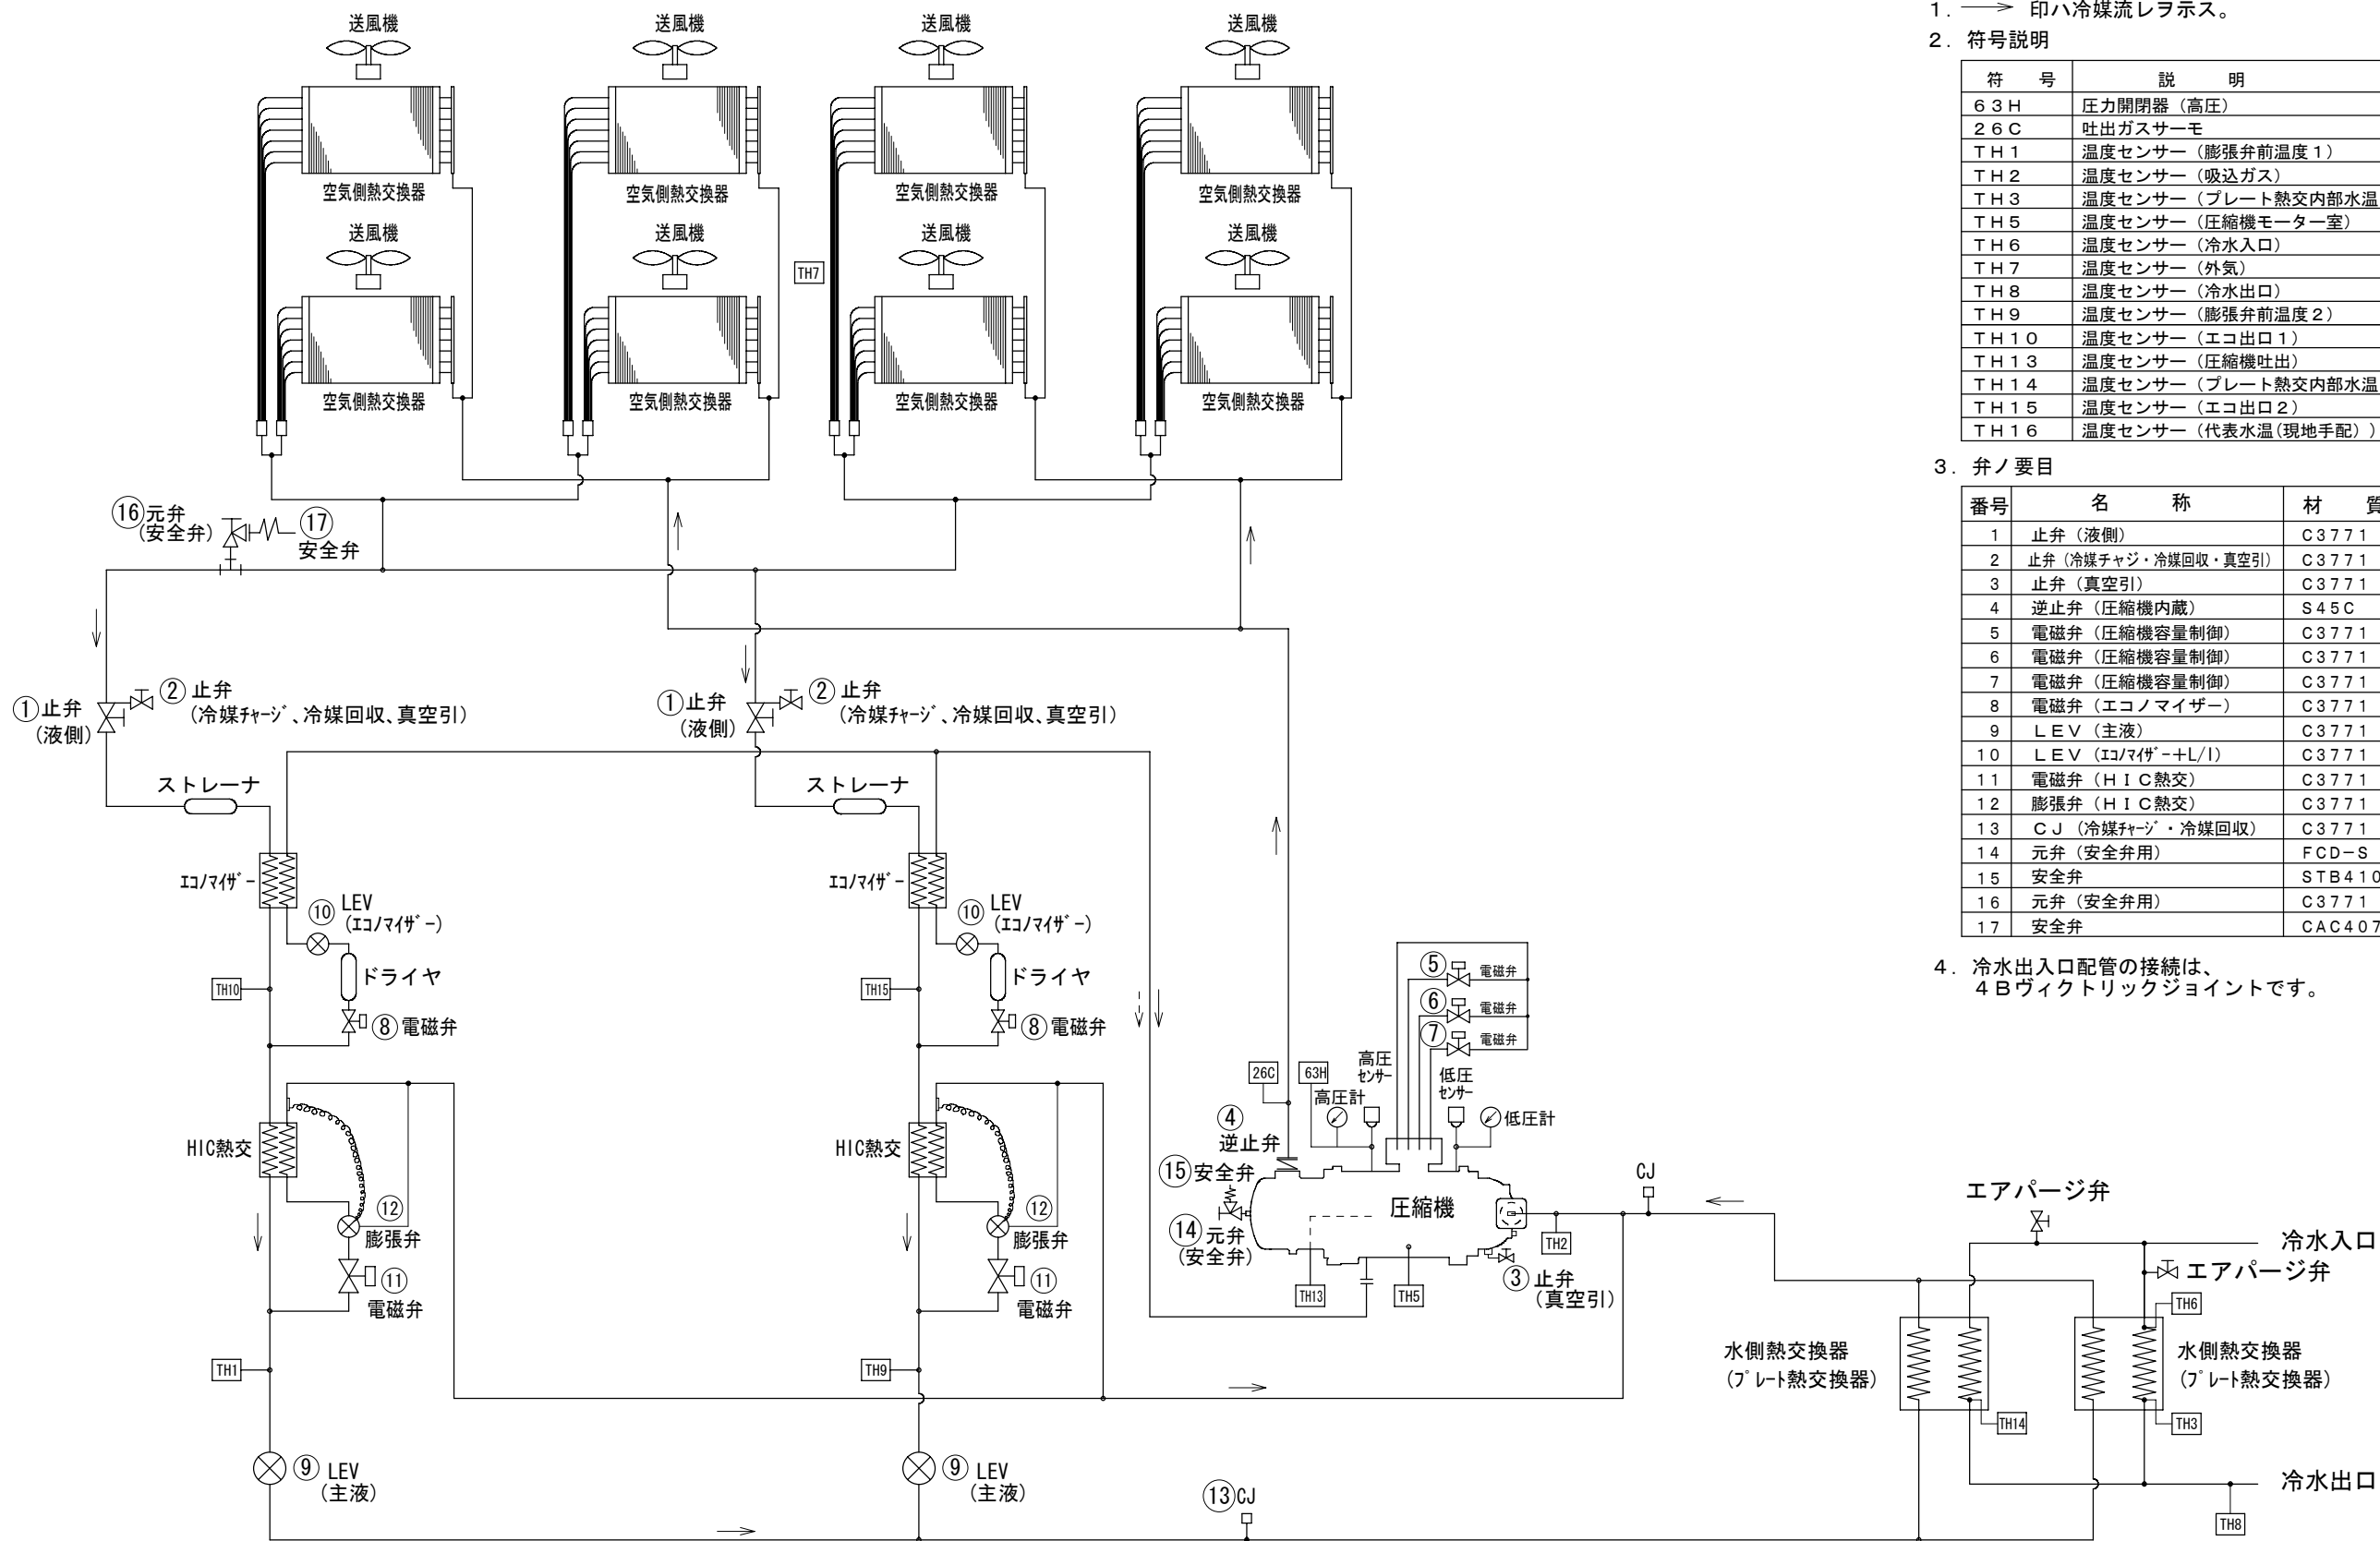 送風機 送風機 送風機 送風機
空気側熱交換器 空気側熱交換器 空気側熱交換器 空気側熱交換器
送風機 送風機 送風機 送風機
TH7
空気側熱交換器 空気側熱交換器 空気側熱交換器 空気側熱交換器
⑯元弁
(安全弁)
⑰
安全弁
①止弁
(液側)
②止弁
(冷媒ﾁｬｰｼﾞ、冷媒回収、真空引)
①止弁
(液側)
②止弁
(冷媒ﾁｬｰｼﾞ、冷媒回収、真空引)
ストレーナ
ストレーナ
ｴｺﾉﾏｲｻﾞｰ
⑩ LEV
(ｴｺﾉﾏｲｻﾞｰ)
ドライヤ
TH10
⑧電磁弁
ｴｺﾉﾏｲｻﾞｰ
⑩ LEV
(ｴｺﾉﾏｲｻﾞｰ)
ドライヤ
TH15
⑧電磁弁
HIC熱交
⑫
膨張弁
⑪
電磁弁
TH1
⑨ LEV
(主液)
HIC熱交
⑫
膨張弁
⑪
電磁弁
TH9
⑨ LEV
(主液)
⑤ 電磁弁
⑥ 電磁弁
⑦ 電磁弁
26C
63H
高圧計
高圧
ｾﾝｻｰ
低圧
ｾﾝｻｰ
低圧計
④
逆止弁
⑮安全弁
⑭元弁
(安全弁)
圧縮機
TH13
TH5
TH2
③止弁
(真空引)
CJ
⑬CJ
エアパージ弁
冷水入口
エアパージ弁
TH6
水側熱交換器
(ﾌﾟﾚｰﾄ熱交換器)
水側熱交換器
(ﾌﾟﾚｰﾄ熱交換器)
TH14
TH3
冷水出口
TH8
1. → 印ハ冷媒流レヲ示ス。
2. 符号説明
符 号 説 明
63H 圧力開閉器(高圧)
26C 吐出ガスサーモ
TH1 温度センサー(膨張弁前温度1)
TH2 温度センサー(吸込ガス)
TH3 温度センサー(プレート熱交内部水温
TH5 温度センサー(圧縮機モーター室)
TH6 温度センサー(冷水入口)
TH7 温度センサー(外気)
TH8 温度センサー(冷水出口)
TH9 温度センサー(膨張弁前温度2)
TH10 温度センサー(エコ出口1)
TH13 温度センサー(圧縮機吐出)
TH14 温度センサー(プレート熱交内部水温
TH15 温度センサー(エコ出口2)
TH16 温度センサー(代表水温(現地手配))
3. 弁ノ要目
番号 名 称 材 質
1 止弁(液側) C3771
2 止弁(冷媒チャジ・冷媒回収・真空引) C3771
3 止弁(真空引) C3771
4 逆止弁(圧縮機内蔵) S45C
5 電磁弁(圧縮機容量制御) C3771
6 電磁弁(圧縮機容量制御) C3771
7 電磁弁(圧縮機容量制御) C3771
8 電磁弁(エコノマイザー) C3771
9 LEV(主液) C3771
10 LEV(ｴｺﾉﾏｲｻﾞｰ+L/I) C3771
11 電磁弁(HIC熱交) C3771
12 膨張弁(HIC熱交) C3771
13 CJ(冷媒ﾁｬｰｼﾞ・冷媒回収) C3771
14 元弁(安全弁用) FCD-S
15 安全弁 STB410
16 元弁(安全弁用) C3771
17 安全弁 CAC407
4. 冷水出入口配管の接続は、
4Bヴィクトリックジョイントです。